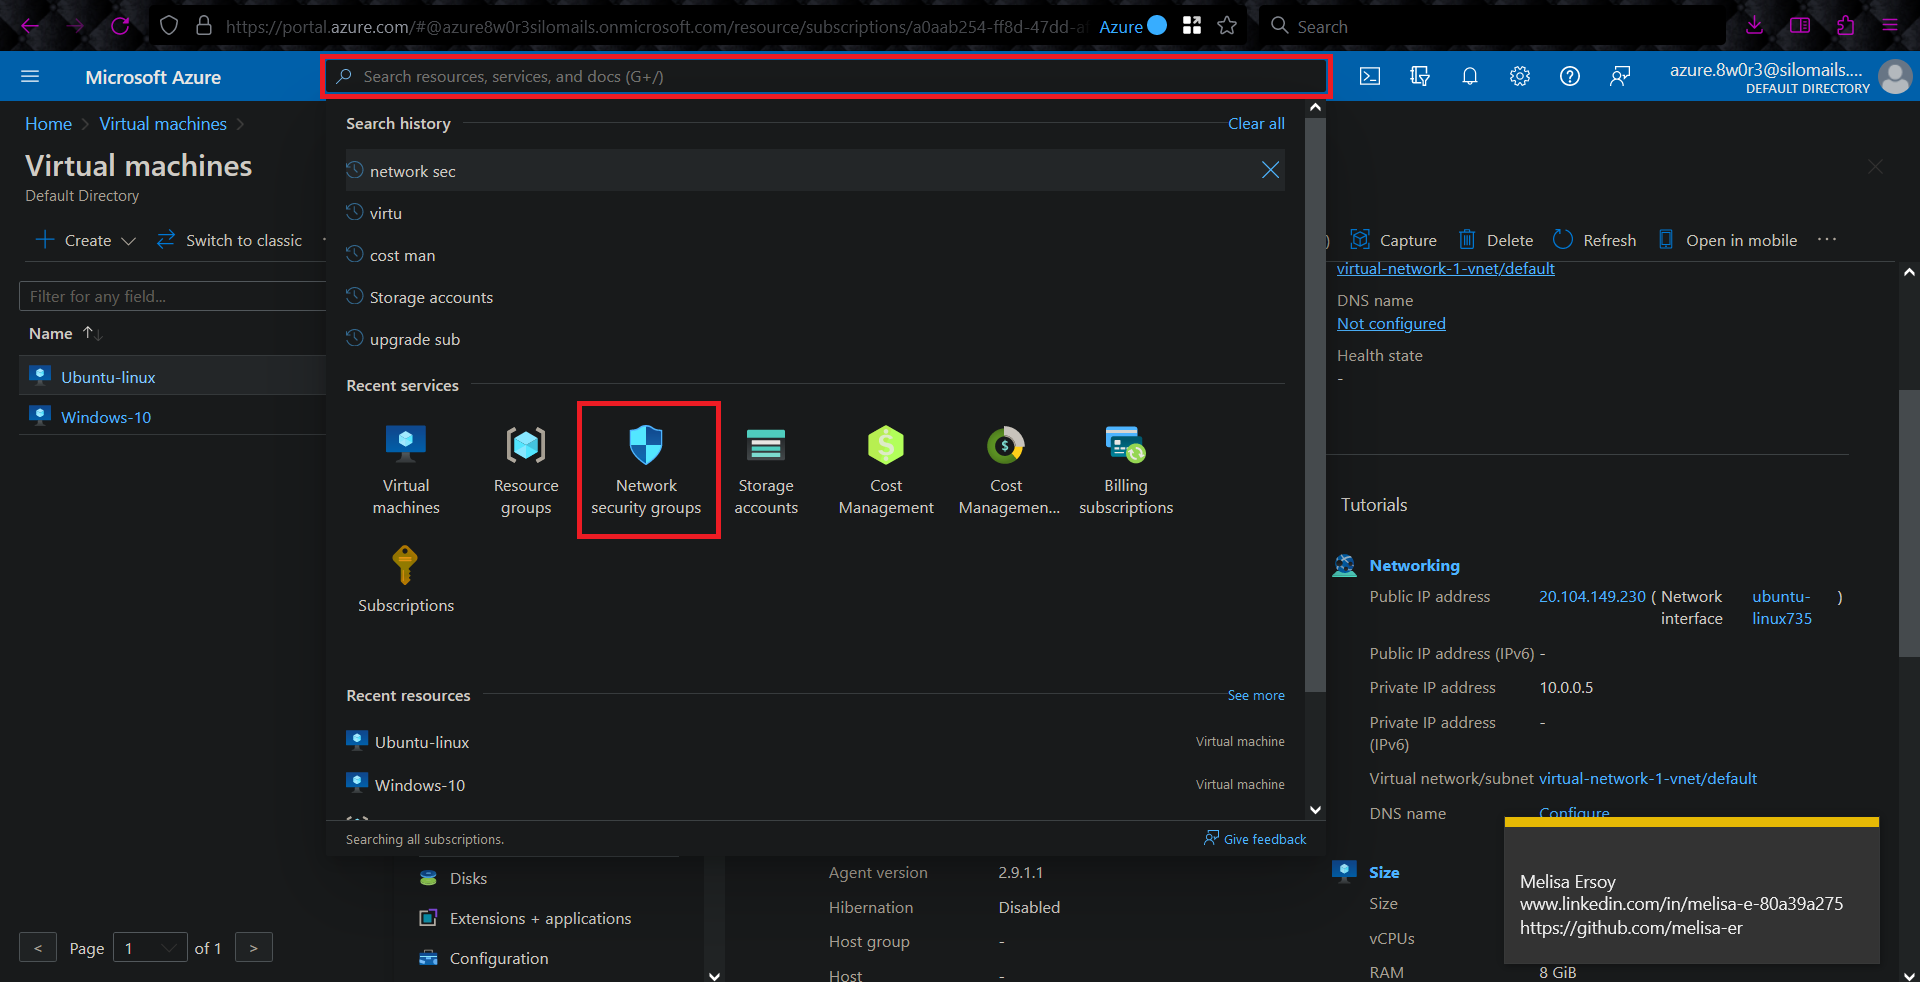 https://portal.azure.com/#@azure8w0r3silomails.onmicrosoft.com/resource/subscriptions/a0aab254-ff8d-47dd-a
Azure
Search
Microsoft Azure
Search resources, services, and docs (G+/)
azure.8w0r3@silomails....
DEFAULT DIRECTORY
Home
Virtual machines
Virtual machines
Default Directory
Create
Switch to classic
Filter for any field...
Name
Ubuntu-linux
Windows-10
< Page 1 of 1 >
Search history
Clear all
network sec
virtu
cost man
Storage accounts
upgrade sub
Recent services
Virtual machines
Resource groups
Network security groups
Storage accounts
Cost Management
Cost Managemen...
Billing subscriptions
Subscriptions
Recent resources
See more
Ubuntu-linux
Virtual machine
Windows-10
Virtual machine
Searching all subscriptions.
Give feedback
Disks
Extensions + applications
Configuration
Agent version 2.9.1.1
Hibernation Disabled
Host group -
Host -
) Capture
Delete
Refresh
Open in mobile
virtual-network-1-vnet/default
DNS name
Not configured
Health state
-
Tutorials
Networking
Public IP address 20.104.149.230 ( Network interface ubuntu-linux735 )
Public IP address (IPv6) -
Private IP address 10.0.0.5
Private IP address (IPv6) -
Virtual network/subnet virtual-network-1-vnet/default
DNS name Configure
Size
Size
vCPUs
RAM 8 GiB
Melisa Ersoy
www.linkedin.com/in/melisa-e-80a39a275
https://github.com/melisa-er